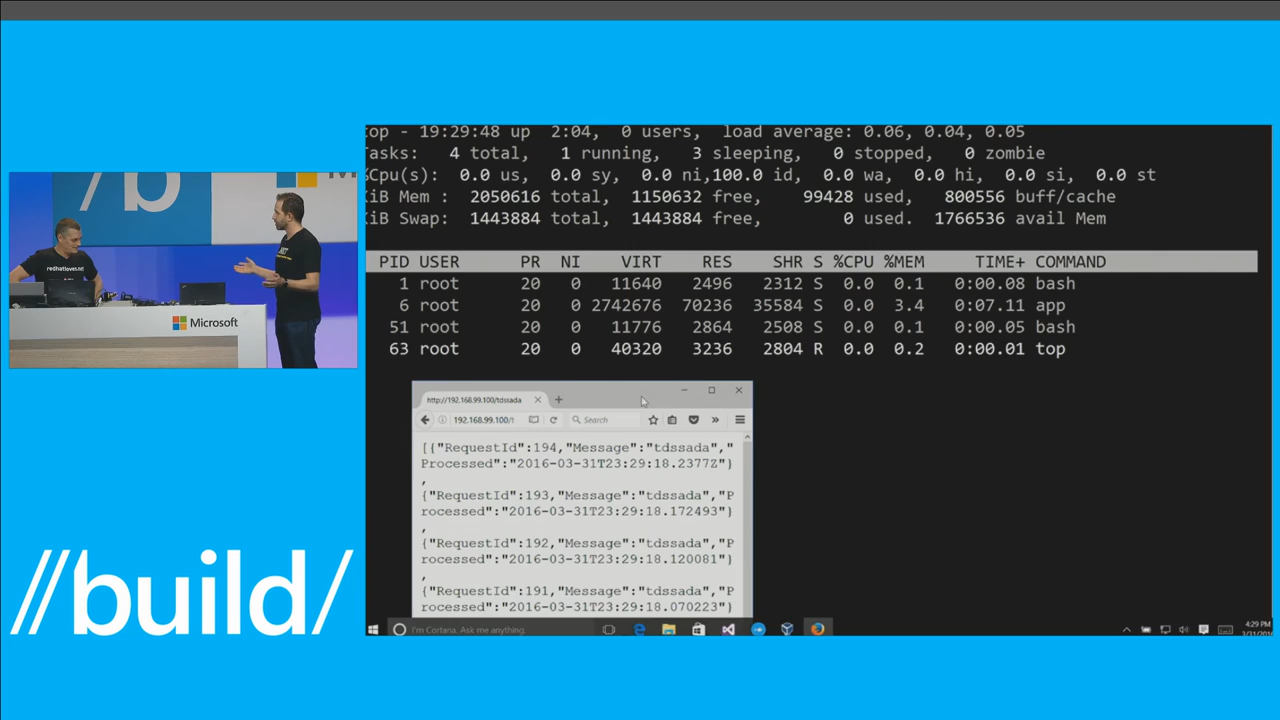 /b
redhatloves.net
Microsoft
//build/
top - 19:29:48 up 2:04, 0 users, load average: 0.06, 0.04, 0.05
Tasks: 4 total, 1 running, 3 sleeping, 0 stopped, 0 zombie
%Cpu(s): 0.0 us, 0.0 sy, 0.0 ni,100.0 id, 0.0 wa, 0.0 hi, 0.0 si, 0.0 st
KiB Mem : 2050616 total, 1150632 free, 99428 used, 800556 buff/cache
KiB Swap: 1443884 total, 1443884 free, 0 used. 1766536 avail Mem
PID USER PR NI VIRT RES SHR S %CPU %MEM TIME+ COMMAND
1 root 20 0 11640 2496 2312 S 0.0 0.1 0:00.08 bash
6 root 20 0 2742676 70236 35584 S 0.0 3.4 0:07.11 app
51 root 20 0 11776 2864 2508 S 0.0 0.1 0:00.05 bash
63 root 20 0 40320 3236 2804 R 0.0 0.2 0:00.01 top
http://192.168.99.100/tdssada
192.168.99.100/t
Search
[{"RequestId":194,"Message":"tdssada","
Processed":"2016-03-31T23:29:18.2377Z"}
,
{"RequestId":193,"Message":"tdssada","P
rocessed":"2016-03-31T23:29:18.172493"}
,
{"RequestId":192,"Message":"tdssada","P
rocessed":"2016-03-31T23:29:18.120081"}
,
{"RequestId":191,"Message":"tdssada","P
rocessed":"2016-03-31T23:29:18.070223"}
I'm Cortana. Ask me anything.
4:29 PM